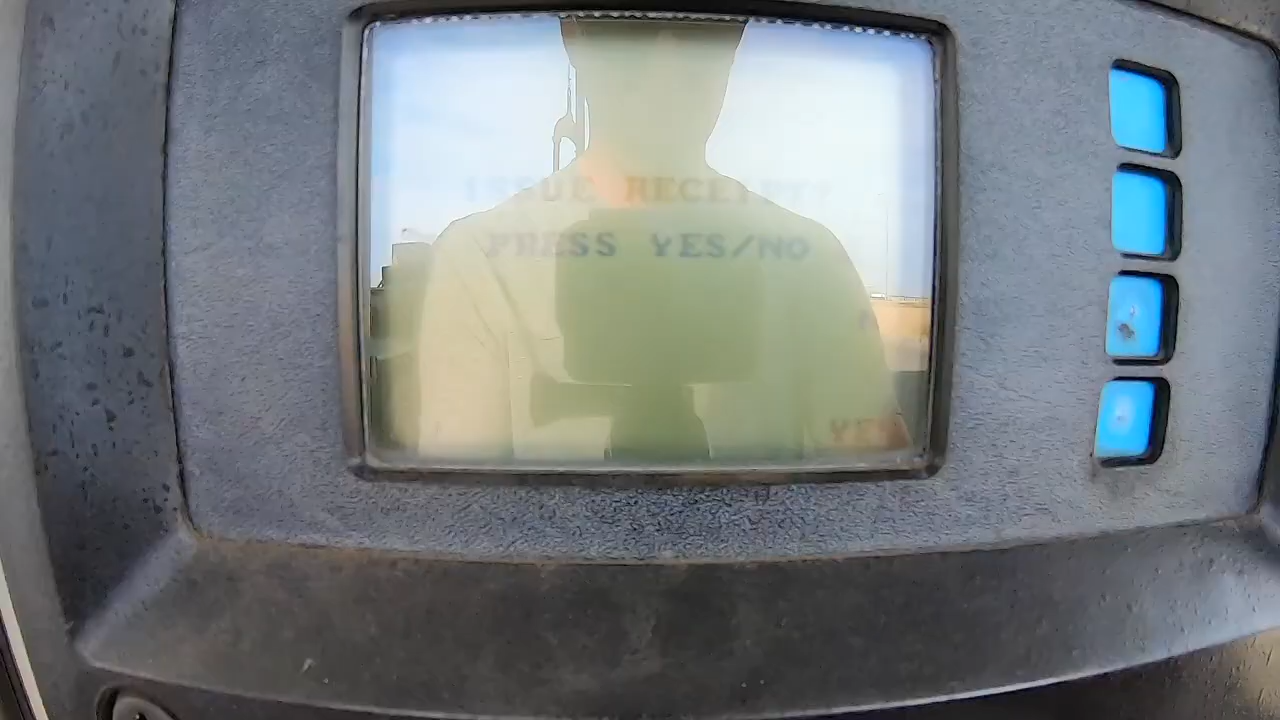 ISSUE RECEIPT?
PRESS YES/NO
YES